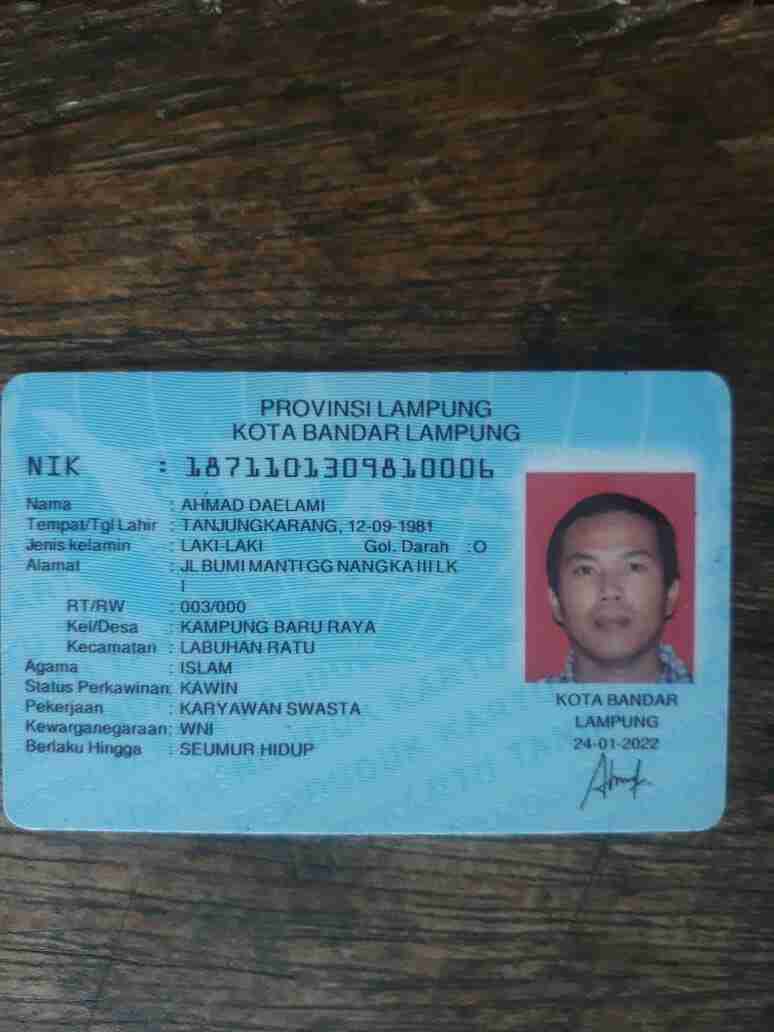 PROVINSI LAMPUNG
KOTA BANDAR LAMPUNG
NIK : 1871101309810006
Nama : AHMAD DAELAMI
Tempat/Tgl Lahir : TANJUNGKARANG, 12-09-1981
Jenis kelamin : LAKI-LAKI Gol. Darah : O
Alamat : JL BUMI MANTI GG NANGKA III LK
I
RT/RW : 003/000
Kel/Desa : KAMPUNG BARU RAYA
Kecamatan : LABUHAN RATU
Agama : ISLAM
Status Perkawinan: KAWIN
Pekerjaan : KARYAWAN SWASTA
Kewarganegaraan: WNI
Berlaku Hingga : SEUMUR HIDUP
KOTA BANDAR
LAMPUNG
24-01-2022